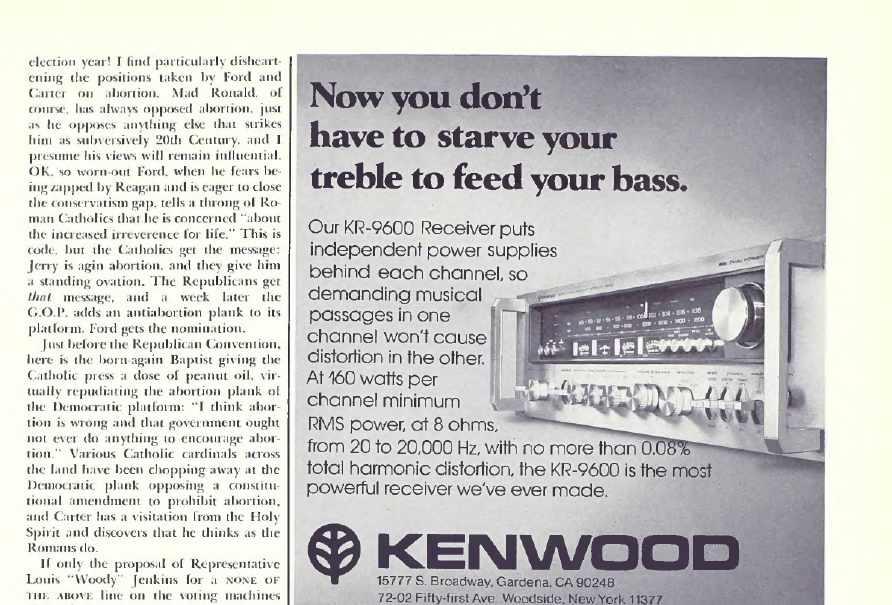 election year! I find particularly disheart-
ening the positions taken by Ford and
Carter on abortion. Mad Ronald, of
course, has always opposed abortion, just
as he opposes anything else that strikes
him as subversively 20th Century, and I
presume his views will remain influential.
OK, so worn-out Ford, when he fears be-
ing zapped by Reagan and is eager to close
the conservatism gap, tells a throng of Ro-
man Catholics that he is concerned "about
the increased irreverence for life." This is
code, but the Catholics get the message:
Jerry is agin abortion, and they give him
a standing ovation. The Republicans get
that message, and a week later the
G.O.P. adds an antiabortion plank to its
platform. Ford gets the nomination.
Just before the Republican Convention,
here is the born-again Baptist giving the
Catholic press a dose of peanut oil, vir-
tually repudiating the abortion plank of
the Democratic platform: "I think abor-
tion is wrong and that government ought
not ever do anything to encourage abor-
tion." Various Catholic cardinals across
the land have been chopping away at the
Democratic plank opposing a constitu-
tional amendment to prohibit abortion,
and Carter has a visitation from the Holy
Spirit and discovers that he thinks as the
Romans do.
If only the proposal of Representative
Louis "Woody" Jenkins for a NONE OF
THE ABOVE line on the voting machines
Now you don't
have to starve your
treble to feed your bass.
Our KR-9600 Receiver puts
independent power supplies
behind each channel, so
demanding musical
passages in one
channel won't cause
distortion in the other.
At 160 watts per
channel minimum
RMS power, at 8 ohms,
from 20 to 20,000 Hz, with no more than 0.08%
total harmonic distortion, the KR-9600 is the most
powerful receiver we've ever made.
KENWOOD
15777 S. Broadway, Gardena, CA 90248
72-02 Fifty-first Ave. Woodside, New York 11377